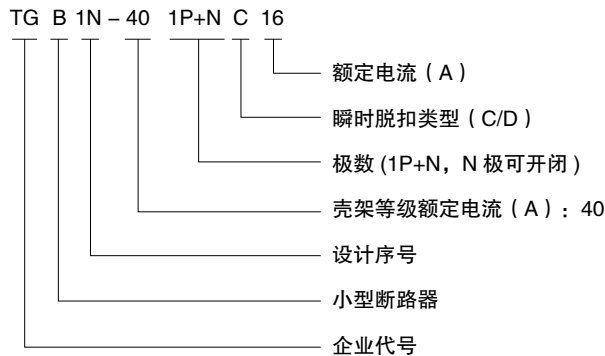 TG B 1N – 40 1P+N C 16
额定电流（A）
瞬时脱扣类型（C/D）
极数 (1P+N，N 极可开闭 )
壳架等级额定电流（A）：40
设计序号
小型断路器
企业代号